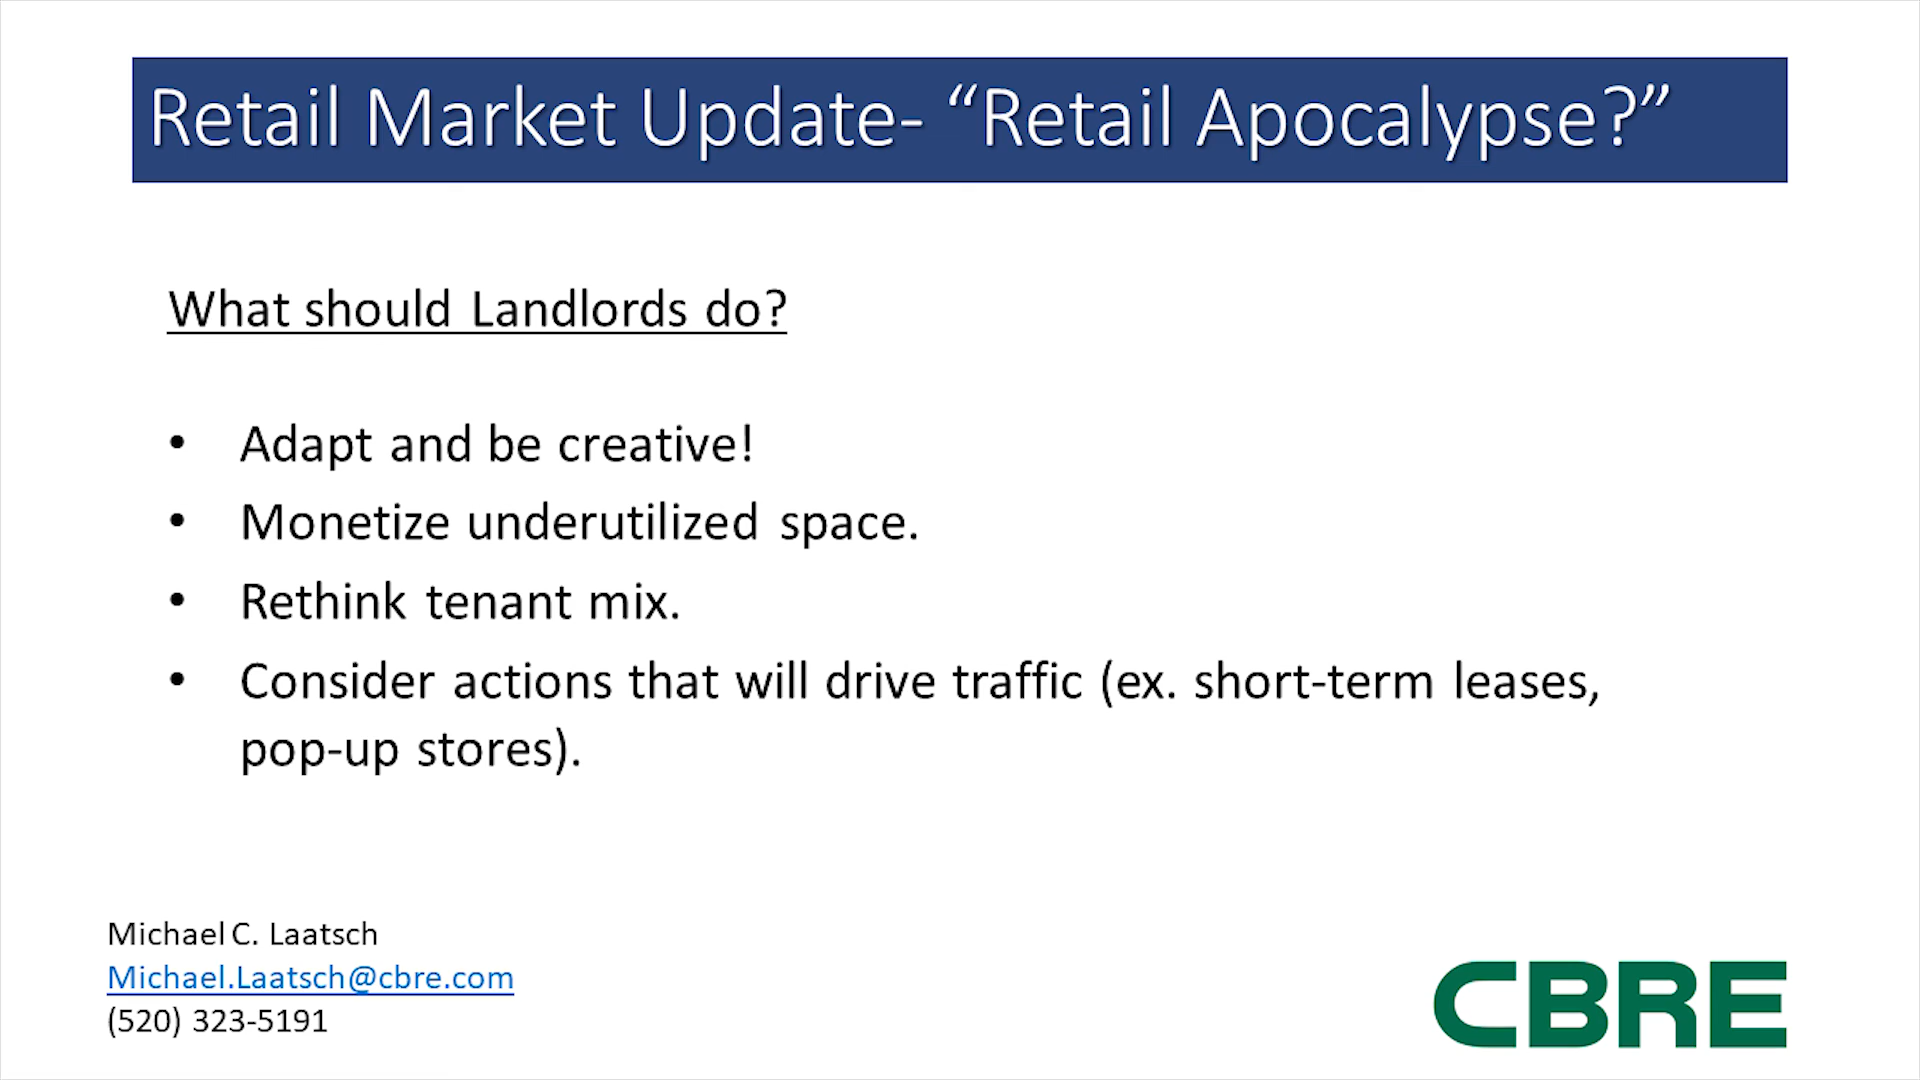 Retail Market Update- “Retail Apocalypse?”
What should Landlords do?
• Adapt and be creative!
• Monetize underutilized space.
• Rethink tenant mix.
• Consider actions that will drive traffic (ex. short-term leases,
pop-up stores).
Michael C. Laatsch
Michael.Laatsch@cbre.com
(520) 323-5191
CBRE